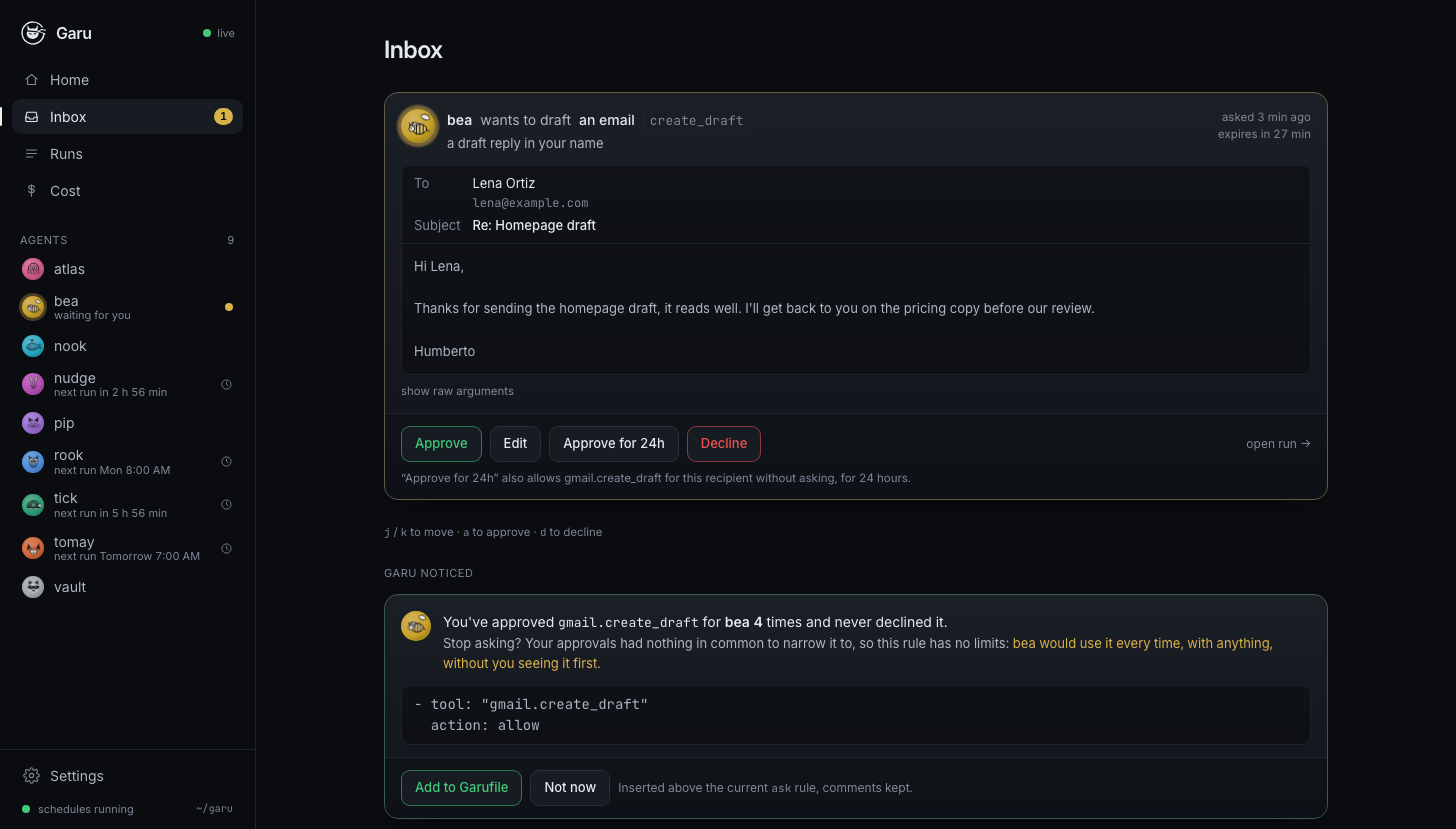 Garu
live
Home
Inbox
1
Runs
Cost
AGENTS
9
atlas
bea
waiting for you
nook
nudge
next run in 2 h 56 min
pip
rook
next run Mon 8:00 AM
tick
next run in 5 h 56 min
tomay
next run Tomorrow 7:00 AM
vault
Settings
schedules running
~/garu
Inbox
bea wants to draft an email create_draft
a draft reply in your name
asked 3 min ago
expires in 27 min
To Lena Ortiz
lena@example.com
Subject Re: Homepage draft
Hi Lena,
Thanks for sending the homepage draft, it reads well. I'll get back to you on the pricing copy before our review.
Humberto
show raw arguments
Approve
Edit
Approve for 24h
Decline
open run →
“Approve for 24h” also allows gmail.create_draft for this recipient without asking, for 24 hours.
j / k to move · a to approve · d to decline
GARU NOTICED
You've approved gmail.create_draft for bea 4 times and never declined it.
Stop asking? Your approvals had nothing in common to narrow it to, so this rule has no limits: bea would use it every time, with anything,
without you seeing it first.
- tool: "gmail.create_draft"
action: allow
Add to Garufile
Not now
Inserted above the current ask rule, comments kept.